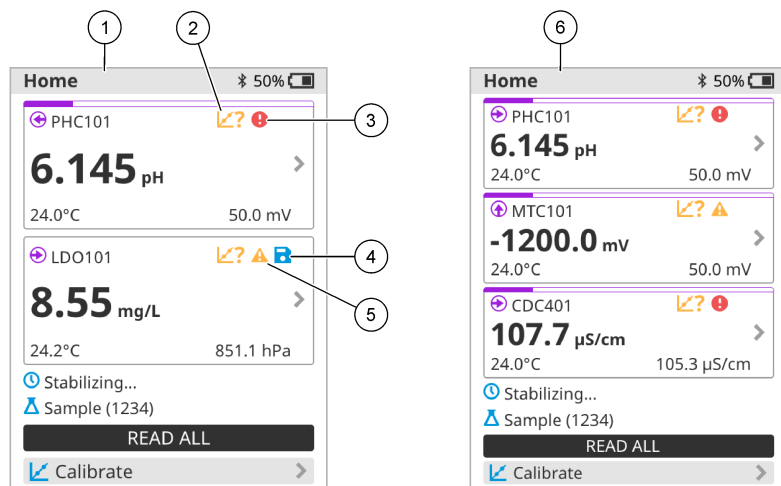 1
2
3
4
5
6
Home
50%
PHC101
?
6.145 pH
24.0°C
50.0 mV
LDO101
?
8.55 mg/L
24.2°C
851.1 hPa
Stabilizing...
Sample (1234)
READ ALL
Calibrate
Home
50%
PHC101
?
6.145 pH
24.0°C
50.0 mV
MTC101
?
-1200.0 mV
24.0°C
50.0 mV
CDC401
?
107.7 µS/cm
24.0°C
105.3 µS/cm
Stabilizing...
Sample (1234)
READ ALL
Calibrate